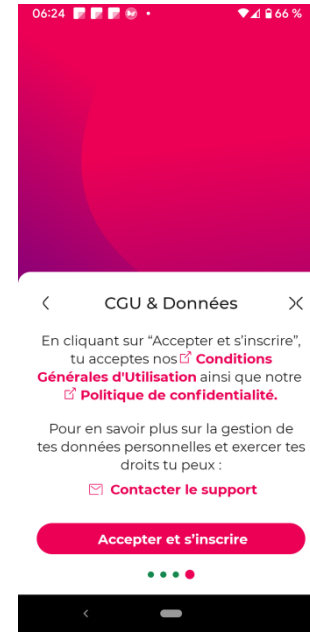 06:24 66 %
CGU & Données
En cliquant sur “Accepter et s’inscrire”,
tu acceptes nos Conditions
Générales d'Utilisation ainsi que notre
Politique de confidentialité.
Pour en savoir plus sur la gestion de
tes données personnelles et exercer tes
droits tu peux :
Contacter le support
Accepter et s’inscrire